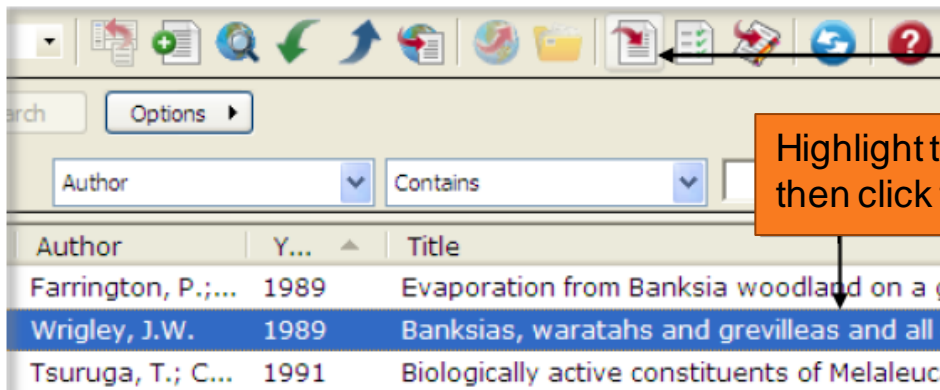 Options
Author Contains
Highlight
then click
Author Y... Title
Farrington, P.;... 1989 Evaporation from Banksia woodland on a
Wrigley, J.W. 1989 Banksias, waratahs and grevilleas and all
Tsuruga, T.; C... 1991 Biologically active constituents of